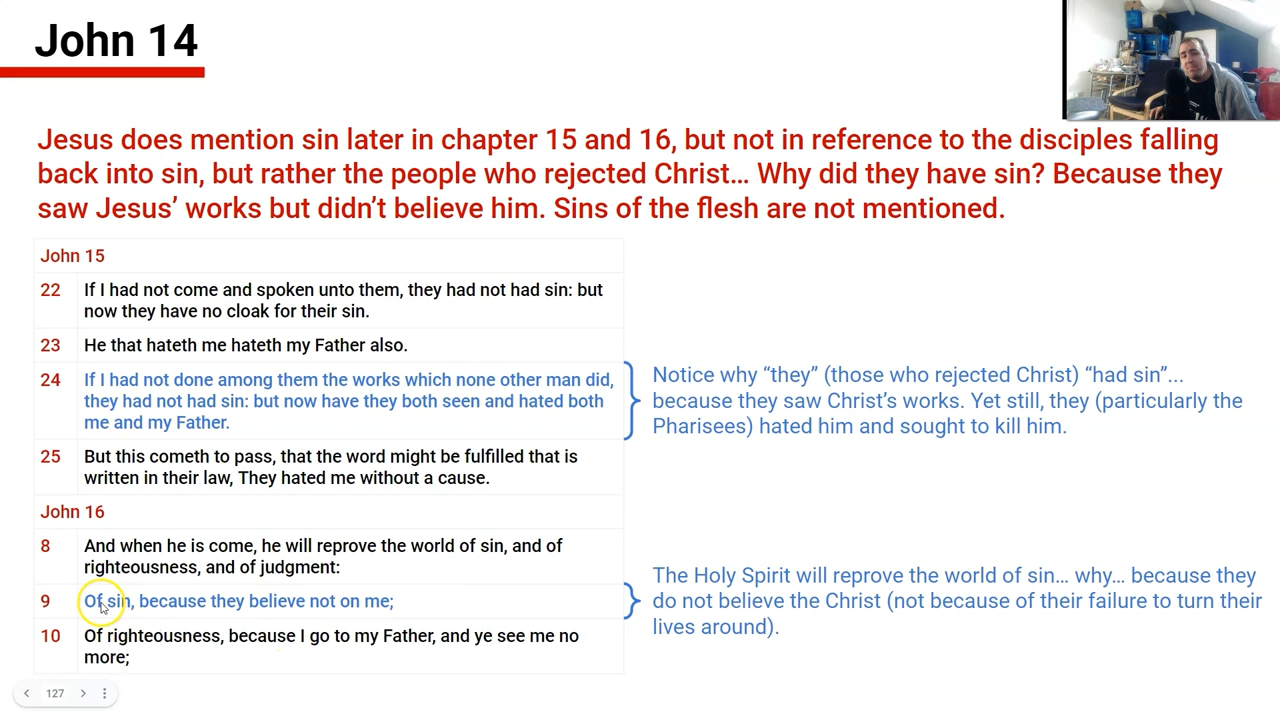 John 14
Jesus does mention sin later in chapter 15 and 16, but not in reference to the disciples falling
back into sin, but rather the people who rejected Christ... Why did they have sin? Because they
saw Jesus’ works but didn’t believe him. Sins of the flesh are not mentioned.
John 15
22 If I had not come and spoken unto them, they had not had sin: but
now they have no cloak for their sin.
23 He that hateth me hateth my Father also.
24 If I had not done among them the works which none other man did,
they had not had sin: but now have they both seen and hated both
me and my Father.
25 But this cometh to pass, that the word might be fulfilled that is
written in their law, They hated me without a cause.
Notice why “they” (those who rejected Christ) “had sin”...
because they saw Christ’s works. Yet still, they (particularly the
Pharisees) hated him and sought to kill him.
John 16
8 And when he is come, he will reprove the world of sin, and of
righteousness, and of judgment:
9 Of sin, because they believe not on me;
10 Of righteousness, because I go to my Father, and ye see me no
more;
The Holy Spirit will reprove the world of sin... why... because they
do not believe the Christ (not because of their failure to turn their
lives around).
127